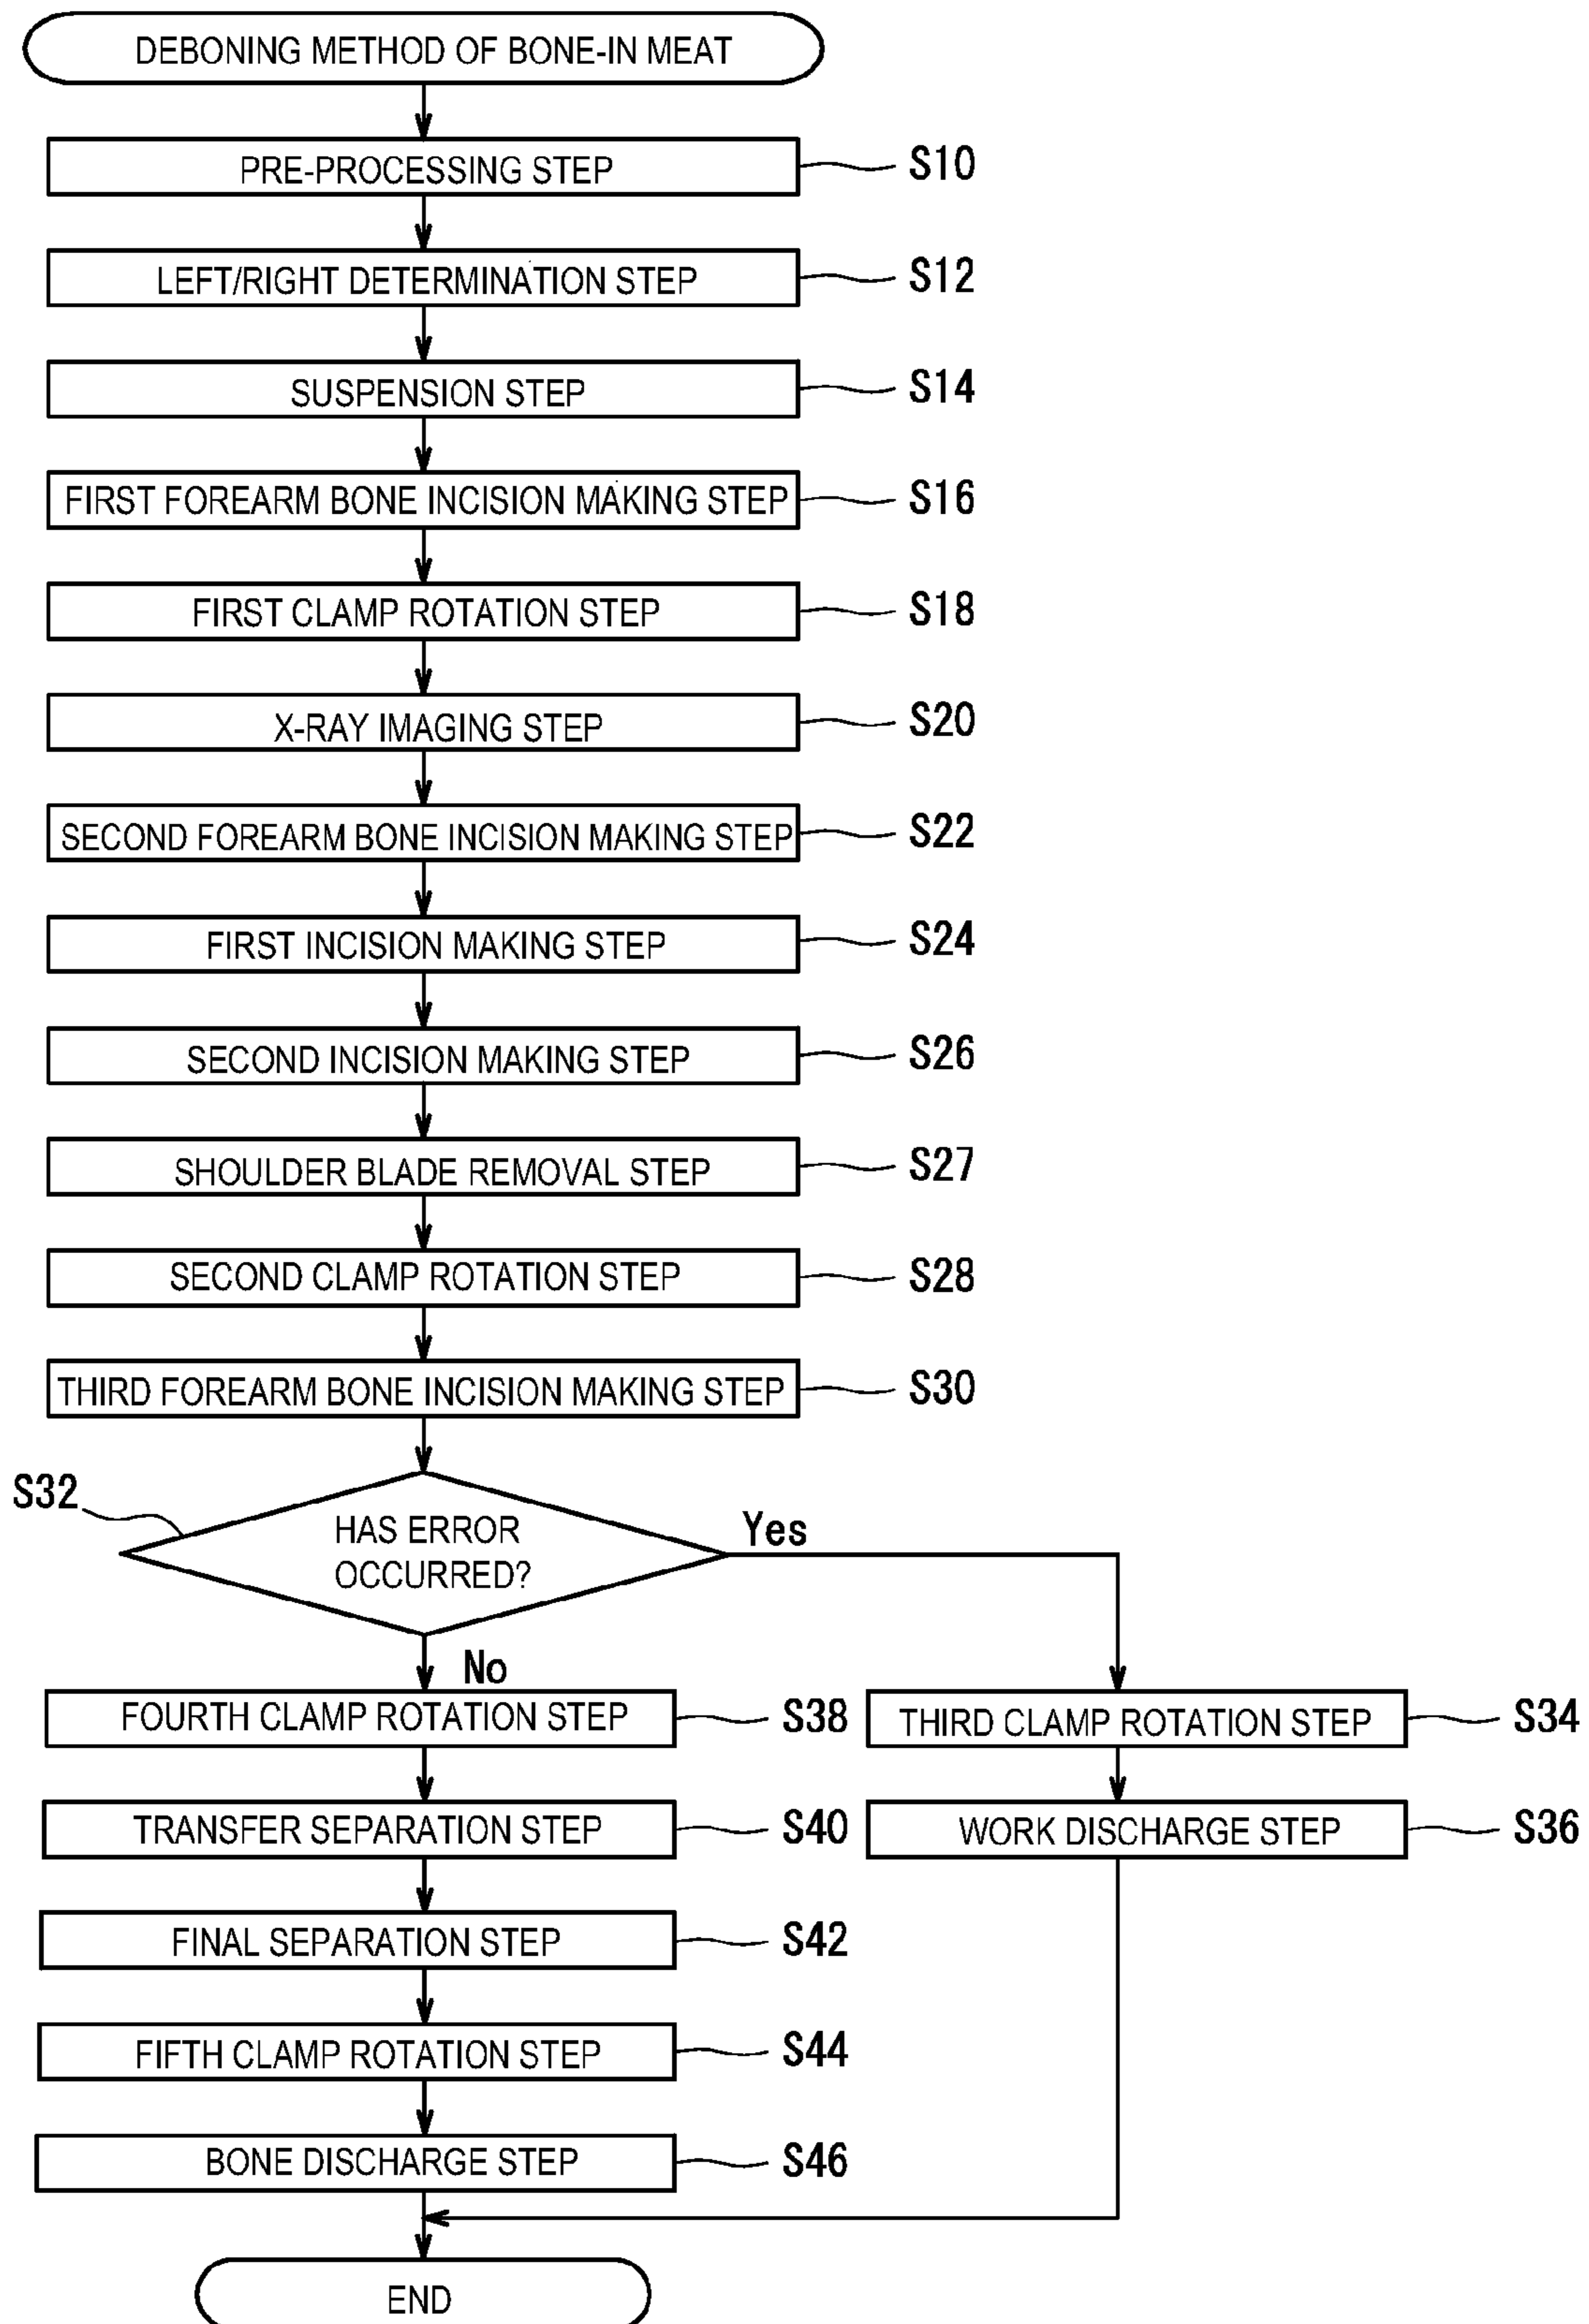 DEBONING METHOD OF BONE-IN MEAT
PRE-PROCESSING STEP S10
LEFT/RIGHT DETERMINATION STEP S12
SUSPENSION STEP S14
FIRST FOREARM BONE INCISION MAKING STEP S16
FIRST CLAMP ROTATION STEP S18
X-RAY IMAGING STEP S20
SECOND FOREARM BONE INCISION MAKING STEP S22
FIRST INCISION MAKING STEP S24
SECOND INCISION MAKING STEP S26
SHOULDER BLADE REMOVAL STEP S27
SECOND CLAMP ROTATION STEP S28
THIRD FOREARM BONE INCISION MAKING STEP S30
S32
HAS ERROR
OCCURRED?
Yes
No
FOURTH CLAMP ROTATION STEP S38
THIRD CLAMP ROTATION STEP S34
TRANSFER SEPARATION STEP S40
WORK DISCHARGE STEP S36
FINAL SEPARATION STEP S42
FIFTH CLAMP ROTATION STEP S44
BONE DISCHARGE STEP S46
END